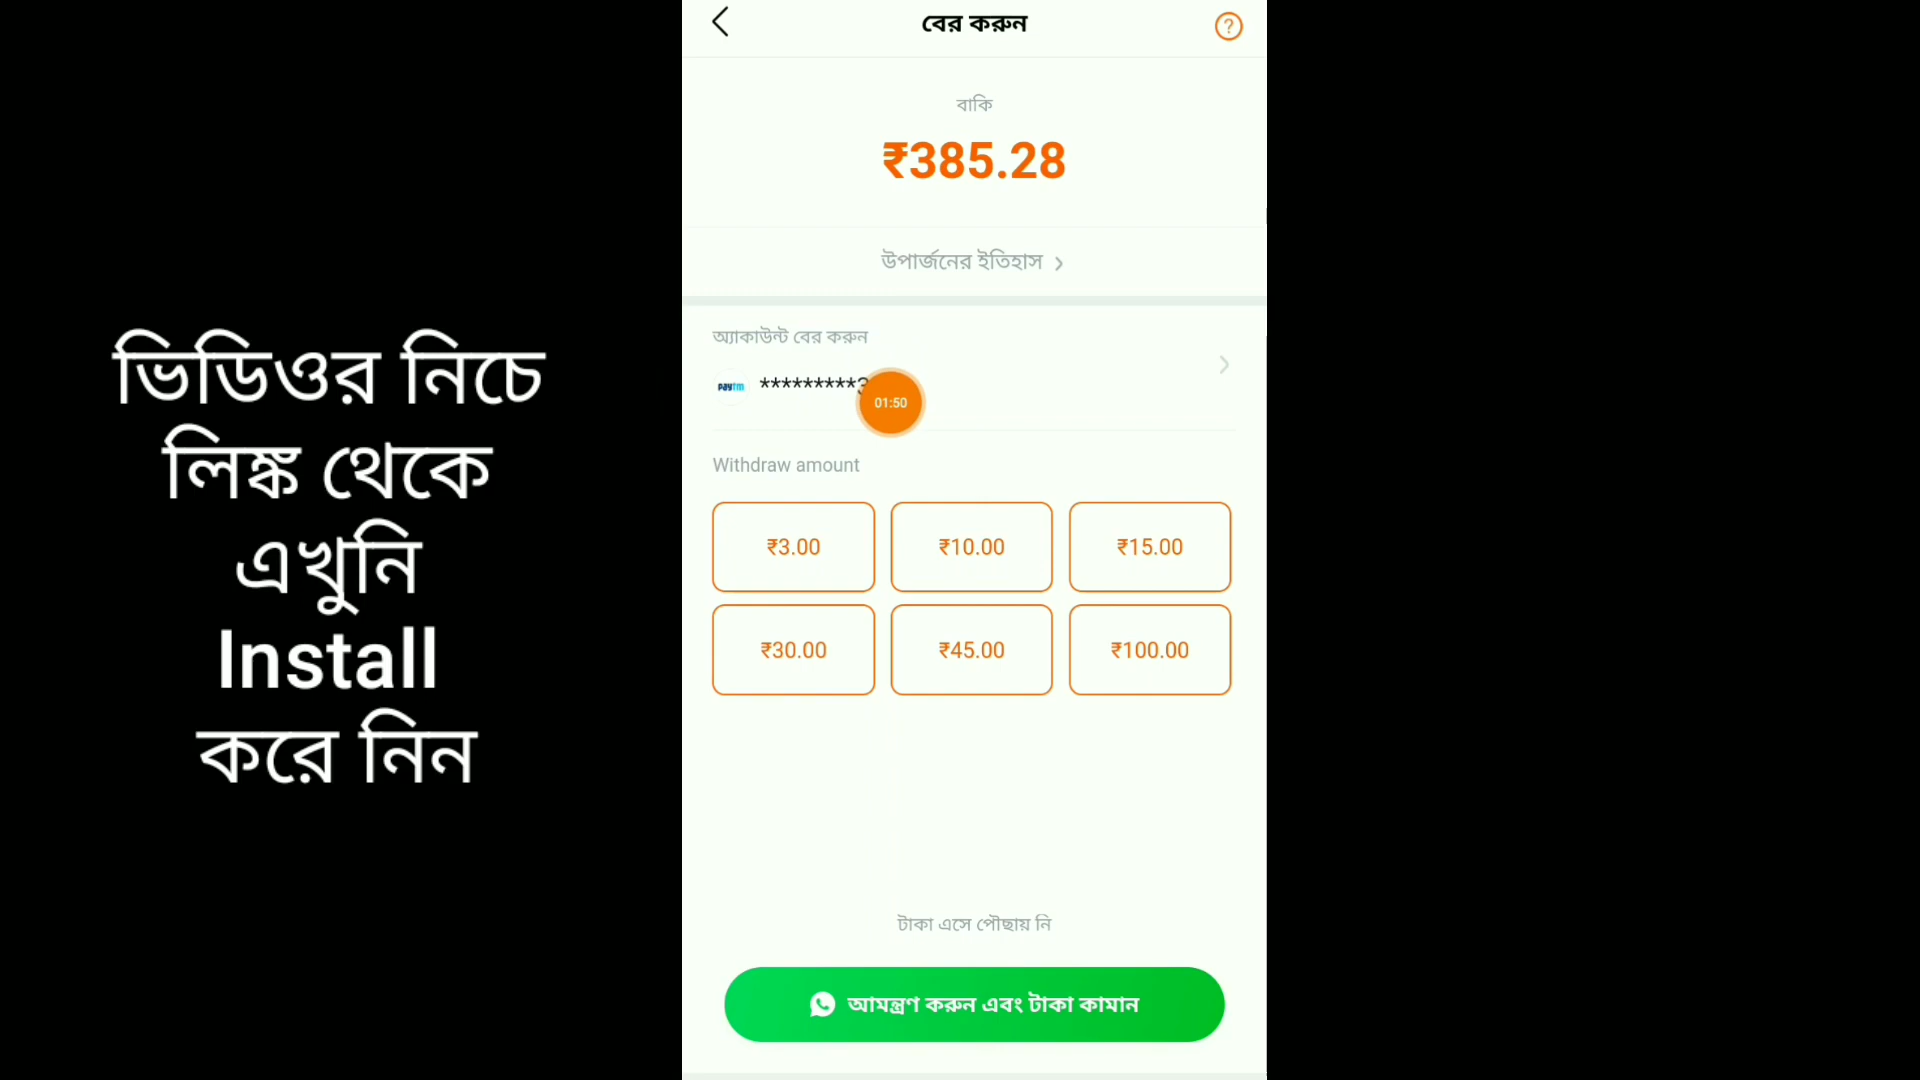 ভিডিওর নিচে
লিঙ্ক থেকে
এখুনি
Install
করে নিন
বের করুন
?
বাকি
₹385.28
উপার্জনের ইতিহাস
অ্যাকাউন্ট বের করুন
paytm *********3
01:50
Withdraw amount
₹3.00 ₹10.00 ₹15.00
₹30.00 ₹45.00 ₹100.00
টাকা এসে পৌছায় নি
আমন্ত্রণ করুন এবং টাকা কামান